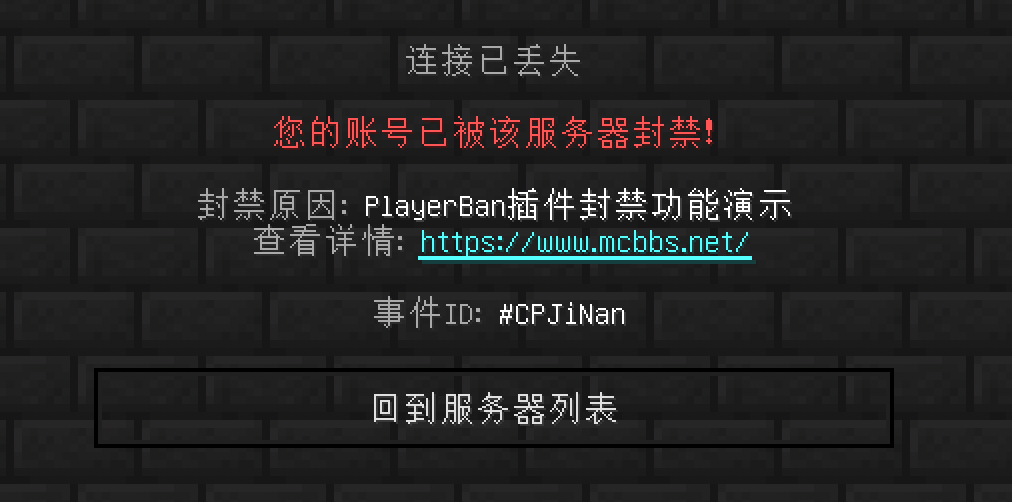 连接已丢失
您的账号已被该服务器封禁!
封禁原因: PlayerBan插件封禁功能演示
查看详情: https://www.mcbbs.net/
事件ID: #CPJiNan
回到服务器列表